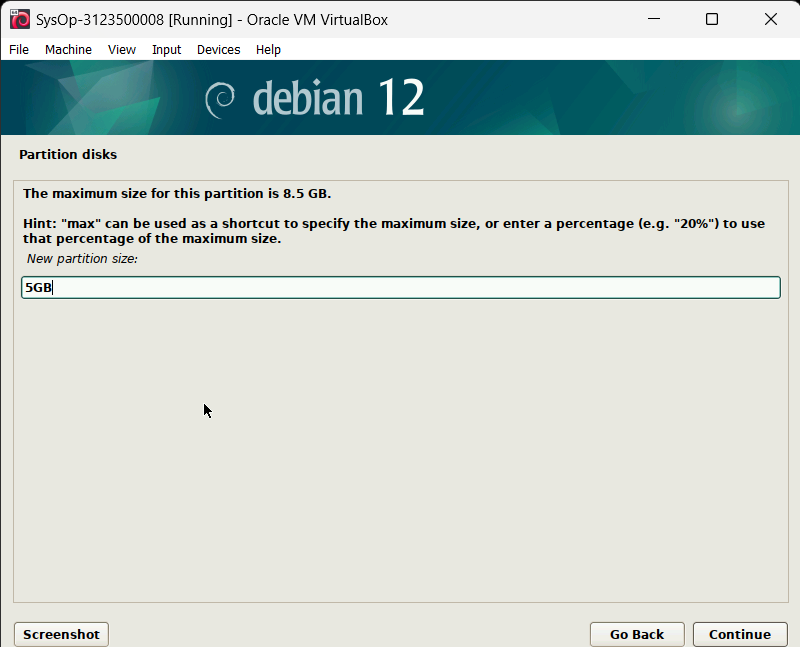 SysOp-3123500008 [Running] - Oracle VM VirtualBox
File Machine View Input Devices Help
debian 12
Partition disks
The maximum size for this partition is 8.5 GB.
Hint: "max" can be used as a shortcut to specify the maximum size, or enter a percentage (e.g. "20%") to use
that percentage of the maximum size.
New partition size:
5GB
Screenshot Go Back Continue